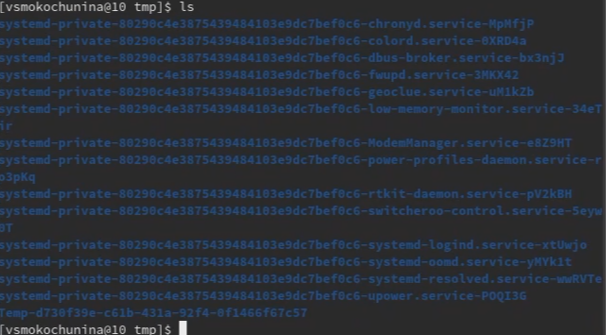 [vsmokochunina@10 tmp]$ ls
systemd-private-80290c4e3875439484103e9dc7bef0c6-chronyd.service-MpMfjP
systemd-private-80290c4e3875439484103e9dc7bef0c6-colord.service-0XRD4a
systemd-private-80290c4e3875439484103e9dc7bef0c6-dbus-broker.service-bx3njJ
systemd-private-80290c4e3875439484103e9dc7bef0c6-fwupd.service-3MKX42
systemd-private-80290c4e3875439484103e9dc7bef0c6-geoclue.service-uM1kZb
systemd-private-80290c4e3875439484103e9dc7bef0c6-low-memory-monitor.service-34eT
ir
systemd-private-80290c4e3875439484103e9dc7bef0c6-ModemManager.service-e8Z9HT
systemd-private-80290c4e3875439484103e9dc7bef0c6-power-profiles-daemon.service-r
o3pKq
systemd-private-80290c4e3875439484103e9dc7bef0c6-rtkit-daemon.service-pV2kBH
systemd-private-80290c4e3875439484103e9dc7bef0c6-switcheroo-control.service-5eyw
0T
systemd-private-80290c4e3875439484103e9dc7bef0c6-systemd-logind.service-xtUwjo
systemd-private-80290c4e3875439484103e9dc7bef0c6-systemd-oomd.service-yMYk1t
systemd-private-80290c4e3875439484103e9dc7bef0c6-systemd-resolved.service-wwRVTe
systemd-private-80290c4e3875439484103e9dc7bef0c6-upower.service-POQI3G
Temp-d730f39e-c61b-431a-92f4-0f1466f67c57
[vsmokochunina@10 tmp]$